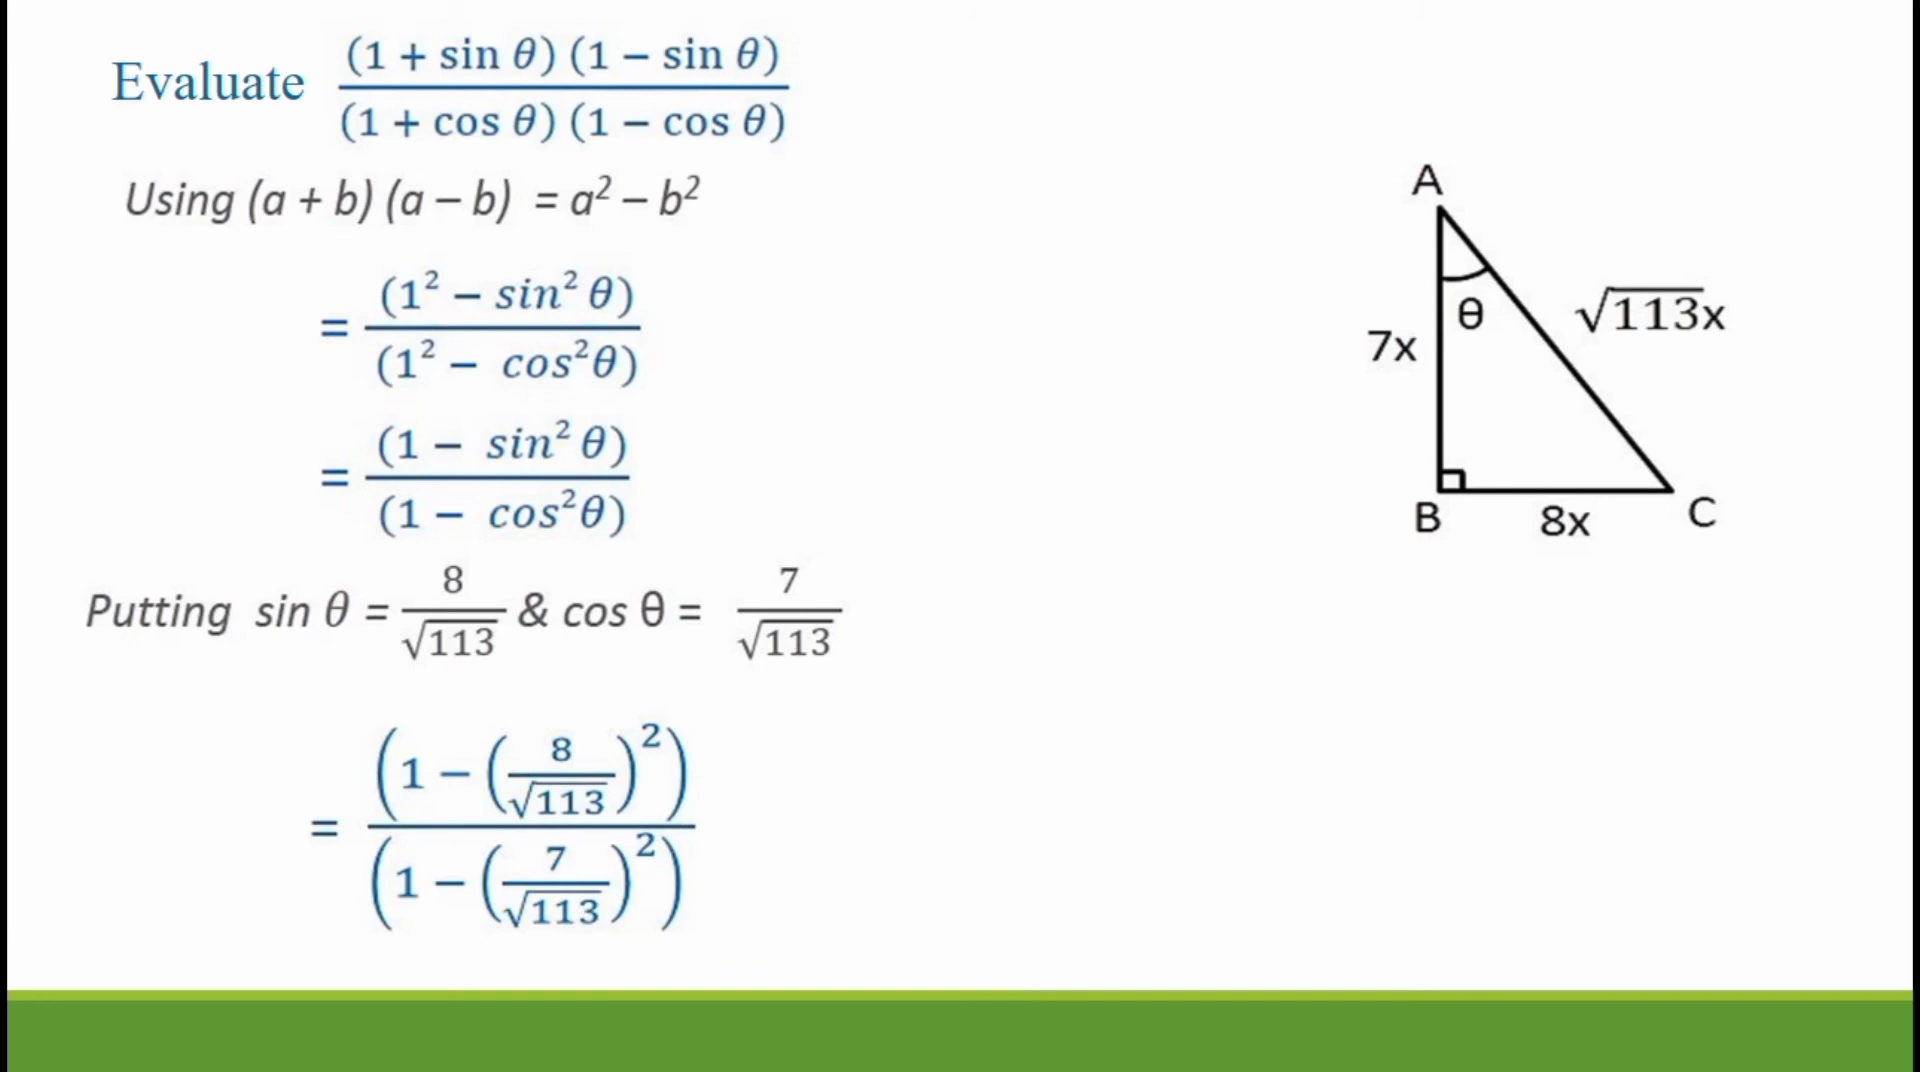 Evaluate (1 + sin θ) (1 − sin θ)
(1 + cos θ) (1 − cos θ)
Using (a + b) (a – b) = a² – b²
= (1² − sin² θ)
(1² − cos²θ)
= (1 − sin² θ)
(1 − cos²θ)
Putting sin θ = 8/√113 & cos θ = 7/√113
= (1 − (8/√113)²)
(1 − (7/√113)²)
A
θ
√113x
7x
B
8x
C